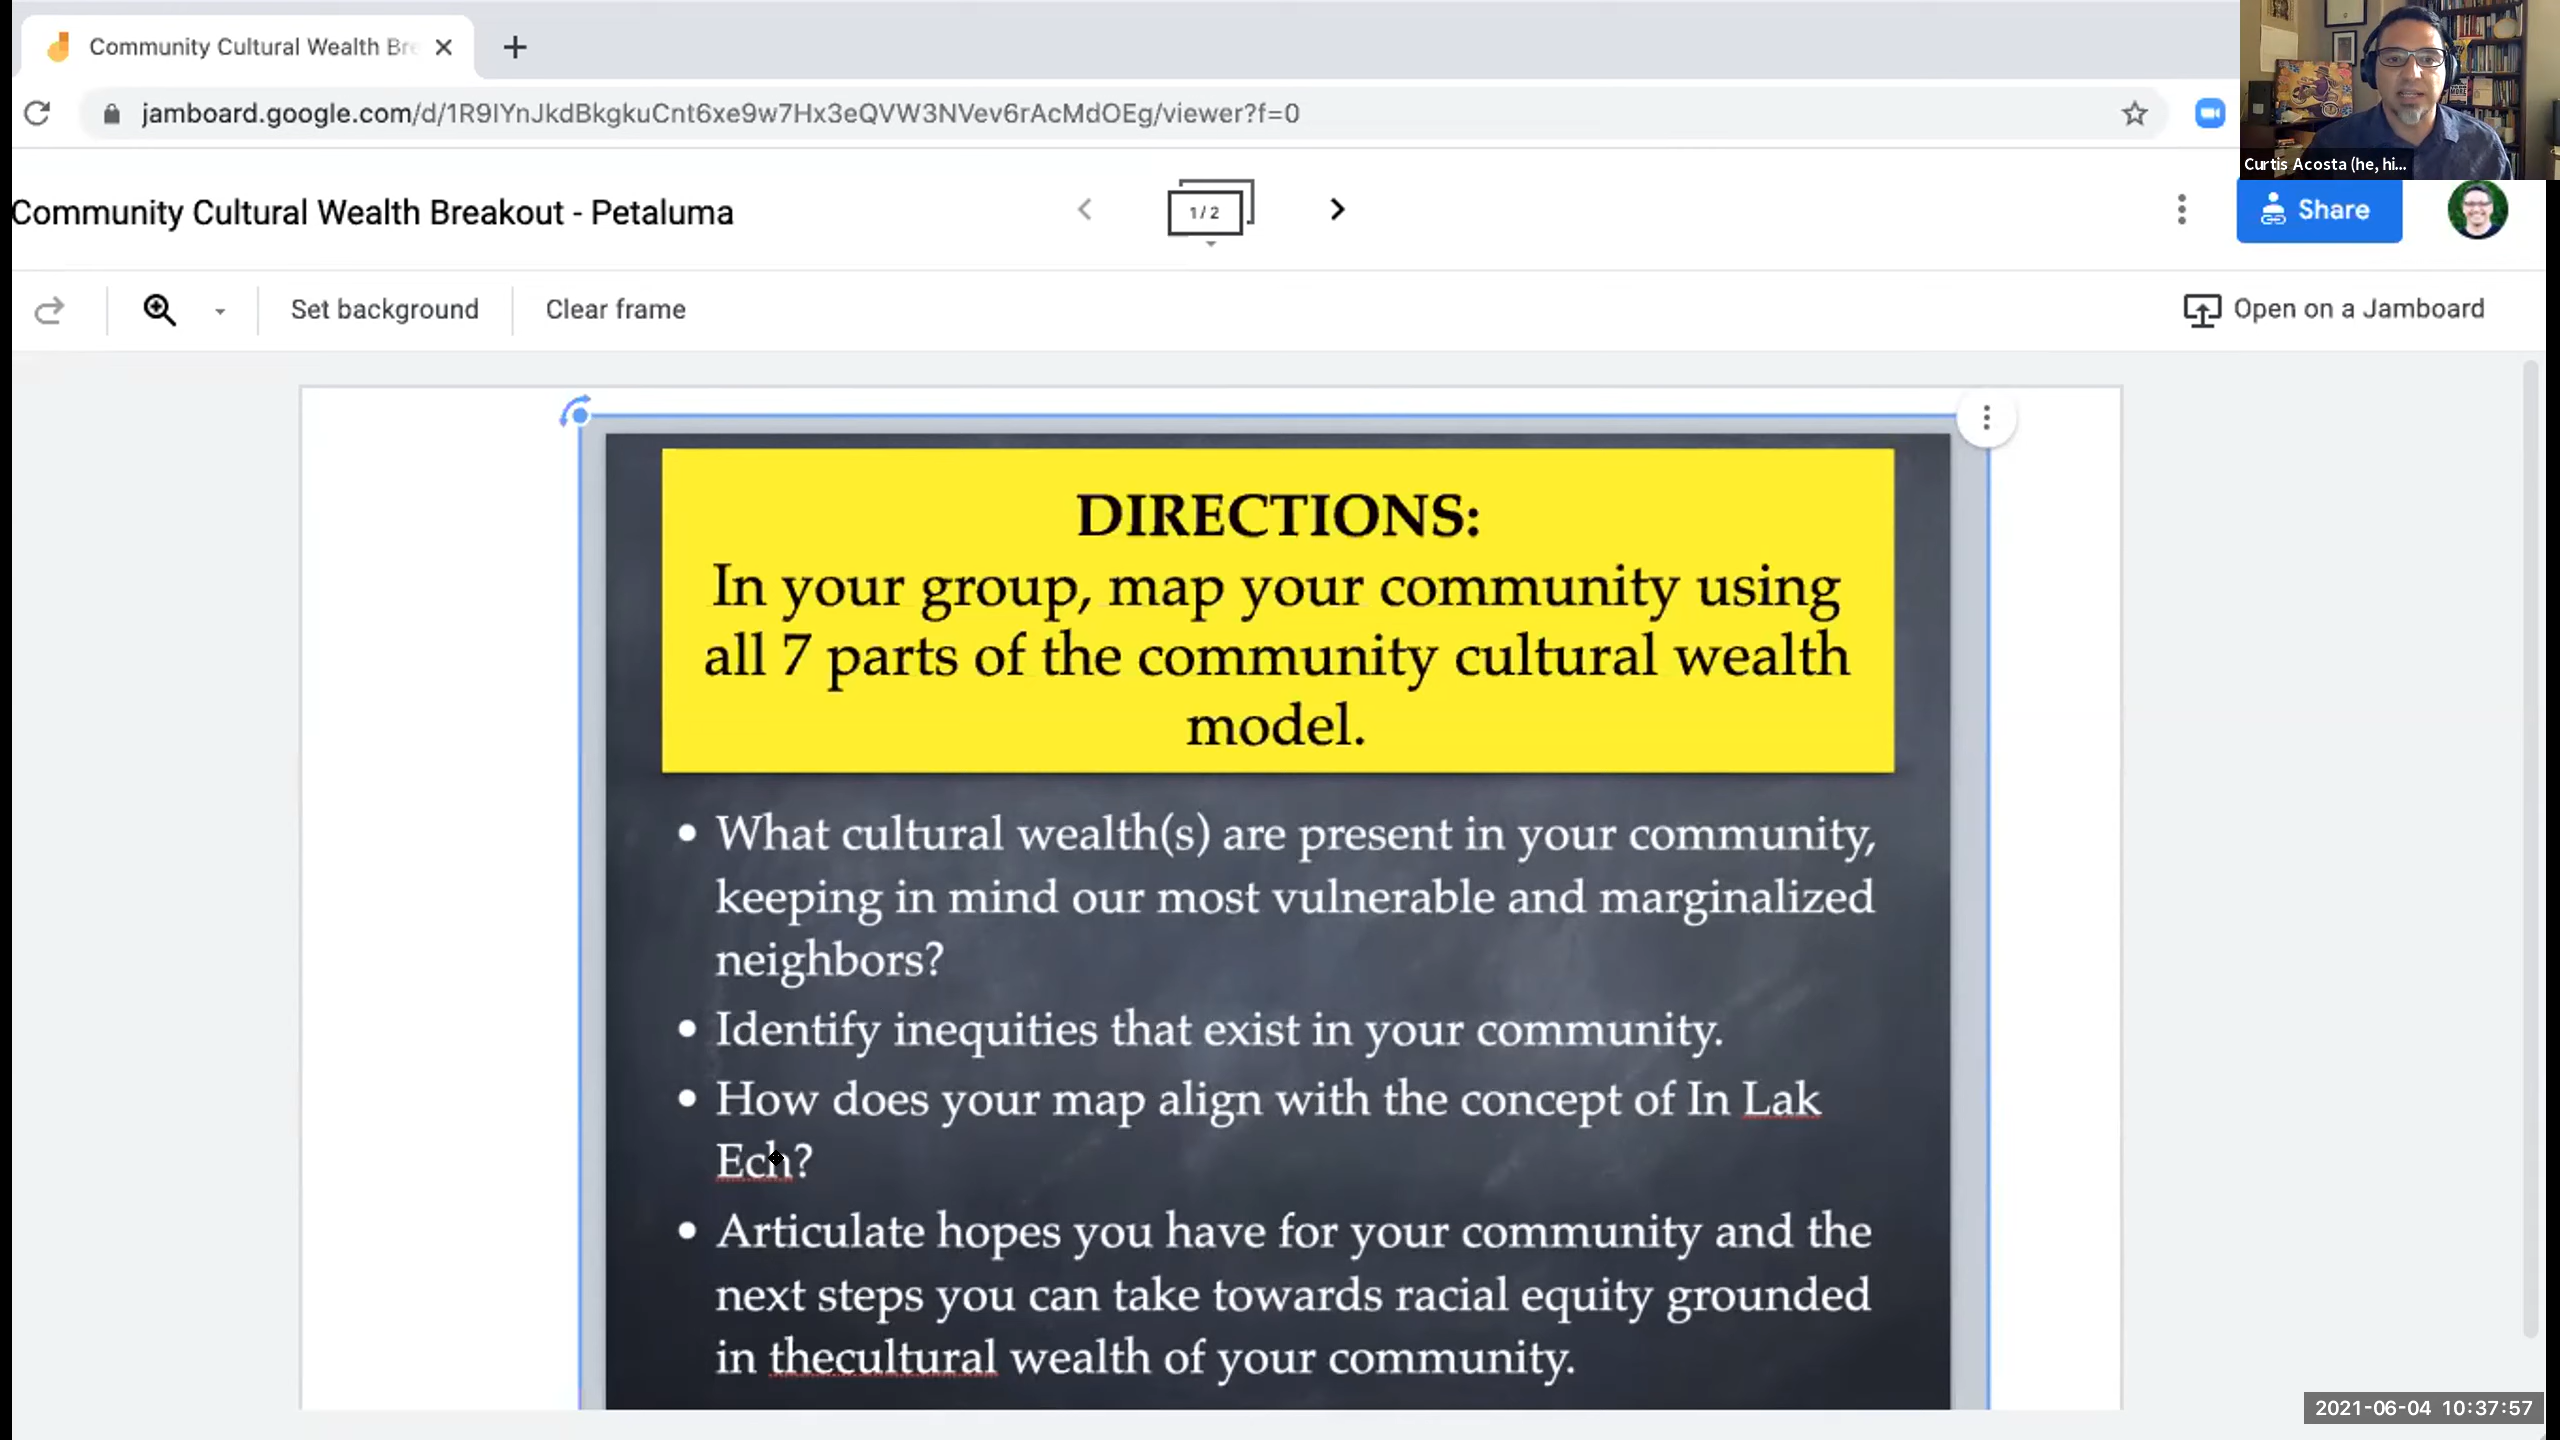 Community Cultural Wealth Bre
jamboard.google.com/d/1R9IYnJkdBkgkuCnt6xe9w7Hx3eQVW3NVev6rAcMdOEg/viewer?f=0
Curtis Acosta (he, hi...
Community Cultural Wealth Breakout - Petaluma
1/2
Share
Set background
Clear frame
Open on a Jamboard
DIRECTIONS:
In your group, map your community using
all 7 parts of the community cultural wealth
model.
• What cultural wealth(s) are present in your community,
keeping in mind our most vulnerable and marginalized
neighbors?
• Identify inequities that exist in your community.
• How does your map align with the concept of In Lak
Ech?
• Articulate hopes you have for your community and the
next steps you can take towards racial equity grounded
in thecultural wealth of your community.
2021-06-04 10:37:57